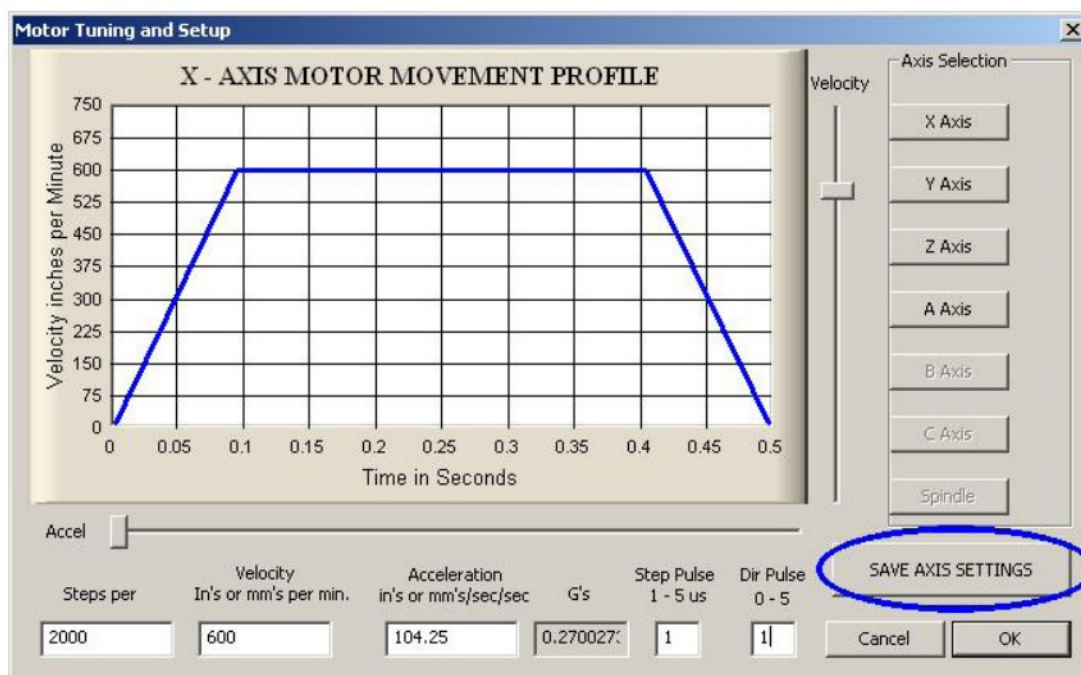 Motor Tuning and Setup
X - AXIS MOTOR MOVEMENT PROFILE
Velocity inches per Minute
750
675
600
525
450
375
300
225
150
75
0
0 0.05 0.1 0.15 0.2 0.25 0.3 0.35 0.4 0.45 0.5
Time in Seconds
Velocity
Axis Selection
X Axis
Y Axis
Z Axis
A Axis
B Axis
C Axis
Spindle
Accel
SAVE AXIS SETTINGS
Steps per
Velocity
In's or mm's per min.
Acceleration
in's or mm's/sec/sec
G's
Step Pulse
1 - 5 us
Dir Pulse
0 - 5
2000
600
104.25
0.270027
1
1
Cancel
OK